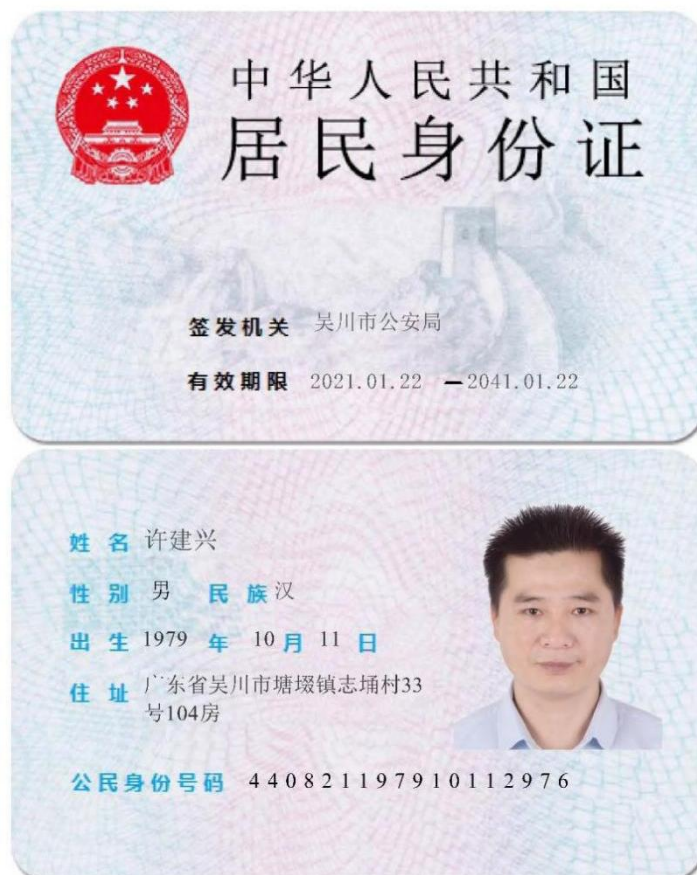 中华人民共和国
居民身份证
签发机关 吴川市公安局
有效期限 2021.01.22 —2041.01.22
姓名 许建兴
性别 男 民族 汉
出生 1979 年 10 月 11 日
住址 广东省吴川市塘㙍镇志埇村33
号104房
公民身份号码 440821197910112976